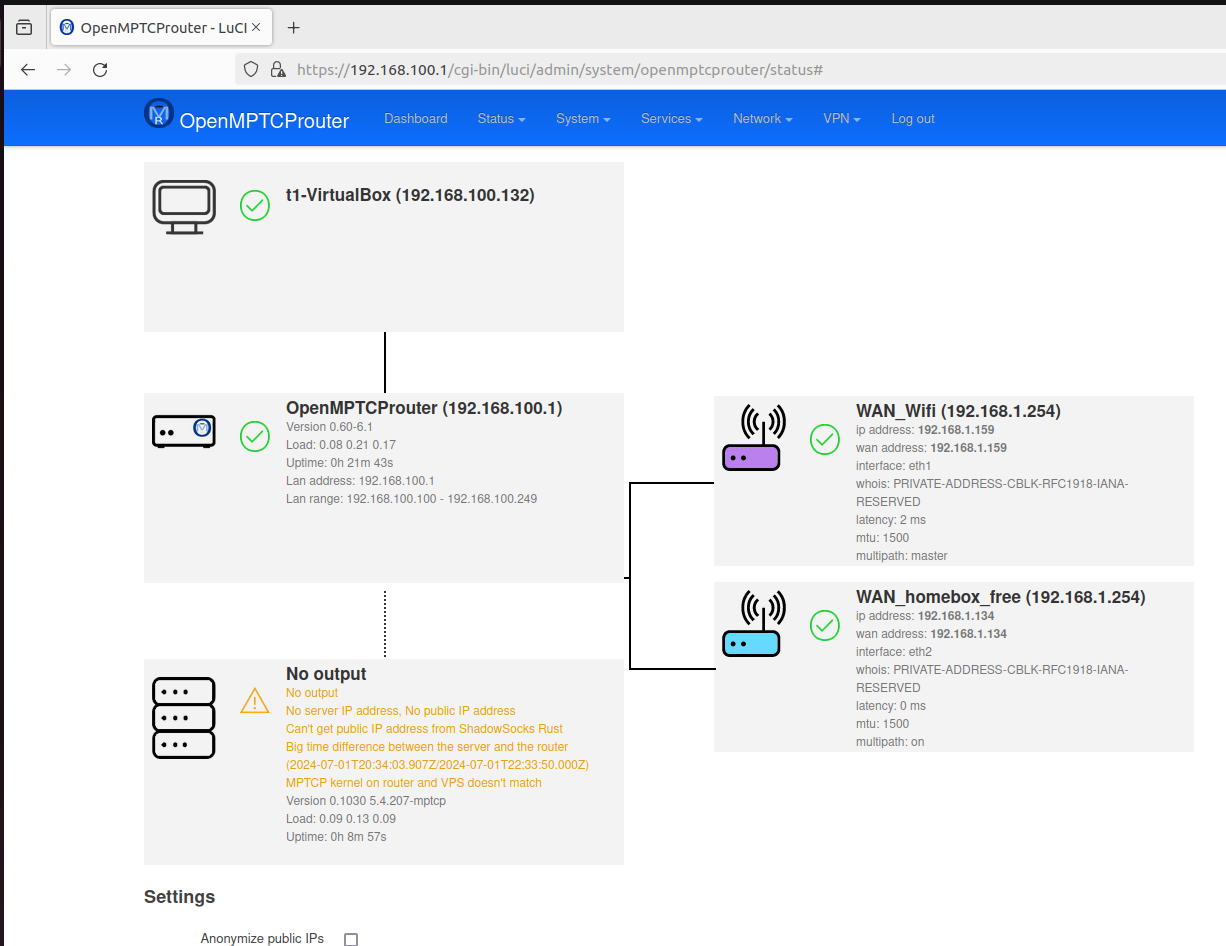 OpenMPTCProuter - LuCI
https://192.168.100.1/cgi-bin/luci/admin/system/openmptcprouter/status#
OpenMPTCProuter Dashboard Status System Services Network VPN Log out
t1-VirtualBox (192.168.100.132)
OpenMPTCProuter (192.168.100.1)
Version 0.60-6.1
Load: 0.08 0.21 0.17
Uptime: 0h 21m 43s
Lan address: 192.168.100.1
Lan range: 192.168.100.100 - 192.168.100.249
WAN_Wifi (192.168.1.254)
ip address: 192.168.1.159
wan address: 192.168.1.159
interface: eth1
whois: PRIVATE-ADDRESS-CBLK-RFC1918-IANA-
RESERVED
latency: 2 ms
mtu: 1500
multipath: master
WAN_homebox_free (192.168.1.254)
ip address: 192.168.1.134
wan address: 192.168.1.134
interface: eth2
whois: PRIVATE-ADDRESS-CBLK-RFC1918-IANA-
RESERVED
latency: 0 ms
mtu: 1500
multipath: on
No output
No output
No server IP address, No public IP address
Can't get public IP address from ShadowSocks Rust
Big time difference between the server and the router
(2024-07-01T20:34:03.907Z/2024-07-01T22:33:50.000Z)
MPTCP kernel on router and VPS doesn't match
Version 0.1030 5.4.207-mptcp
Load: 0.09 0.13 0.09
Uptime: 0h 8m 57s
Settings
Anonymize public IPs